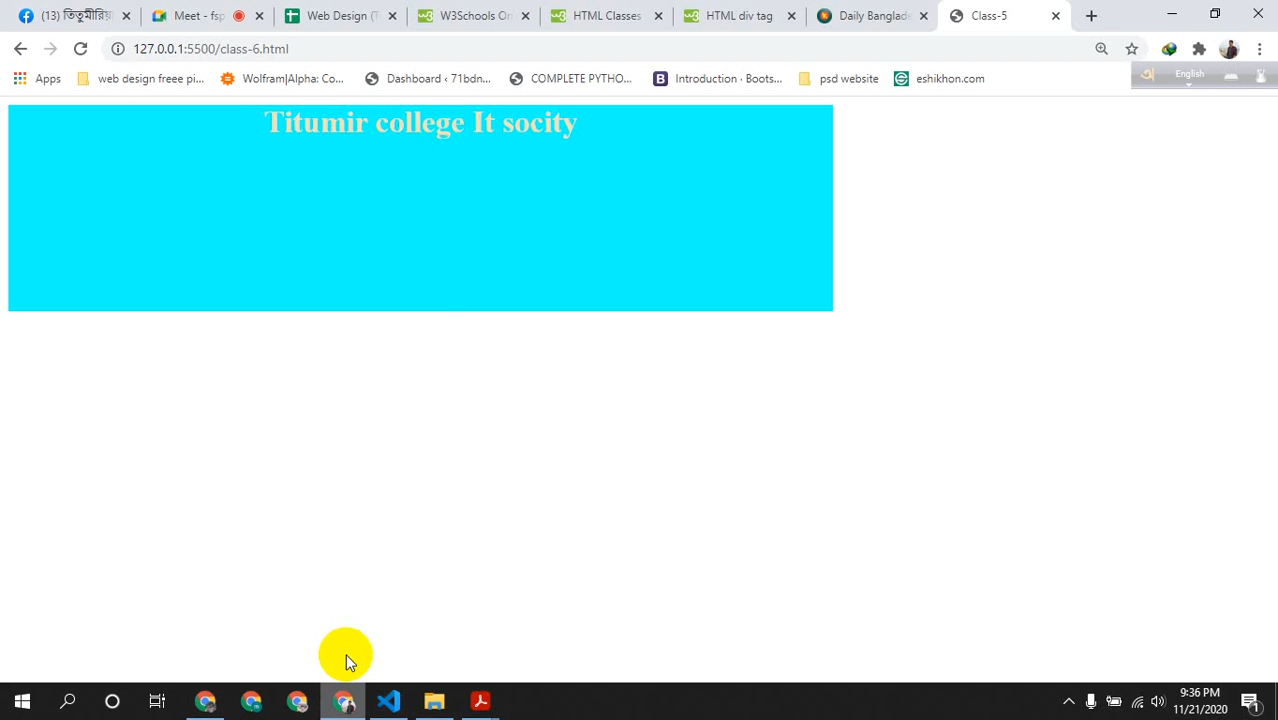 (13) তিতুমীরিয়
Meet - fsp
Web Design (T
W3Schools On
HTML Classes
HTML div tag
Daily Banglade
Class-5
127.0.0.1:5500/class-6.html
Apps
web design freee pi...
Wolfram|Alpha: Co...
Dashboard ‹ 71bdn...
COMPLETE PYTHO...
B Introduction · Boots...
psd website
eshikhon.com
অ English
Titumir college It socity
9:36 PM
11/21/2020
1